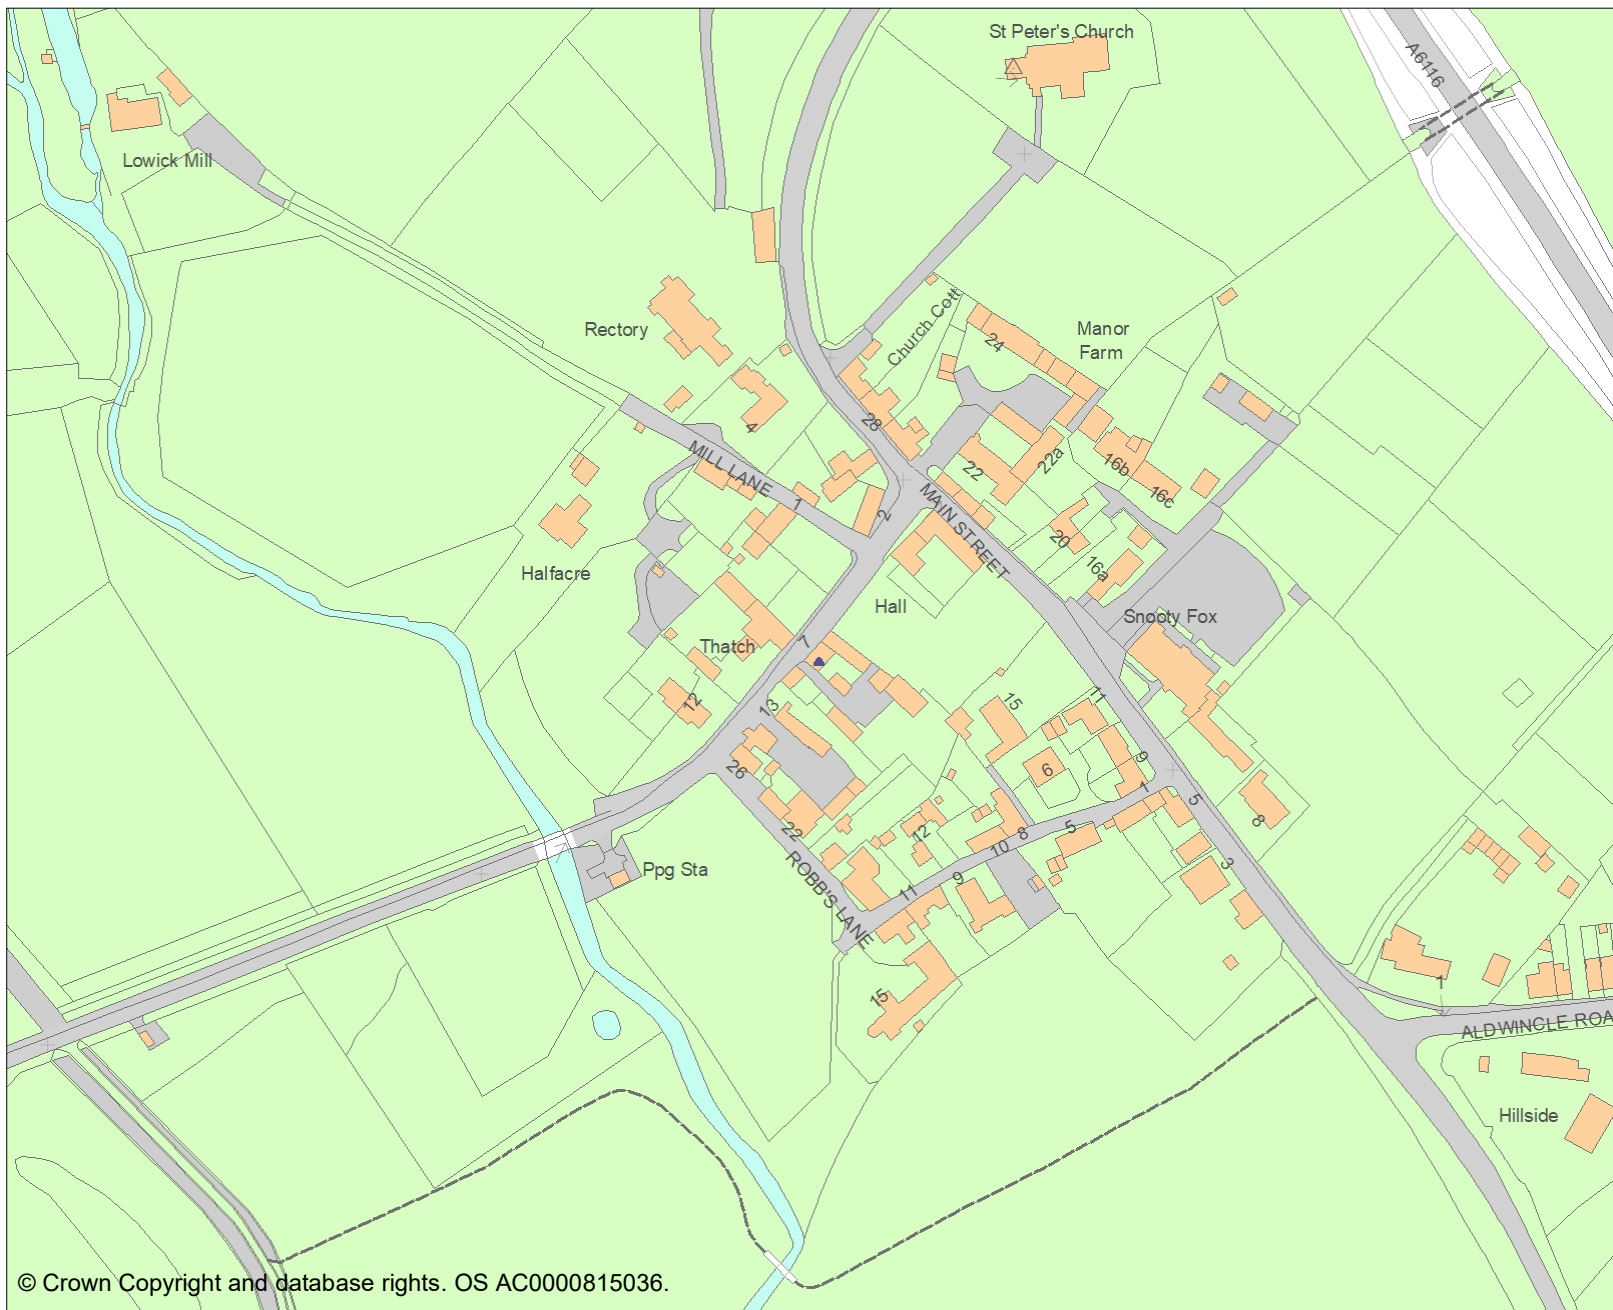 St Peter's Church
A6116
Lowick Mill
Church Cott
Rectory
Manor
Farm
24
4
28
MILL LANE
1
2
22
22a
16b
16c
MAIN STREET
20
16a
Halfacre
Hall
Snooty Fox
7
Thatch
12
13
15
11
26
6
9
1
5
22
12
8
5
10
8
3
Ppg Sta
ROBB'S LANE
11
9
15
1
ALDWINCLE ROA
Hillside
© Crown Copyright and database rights. OS AC0000815036.